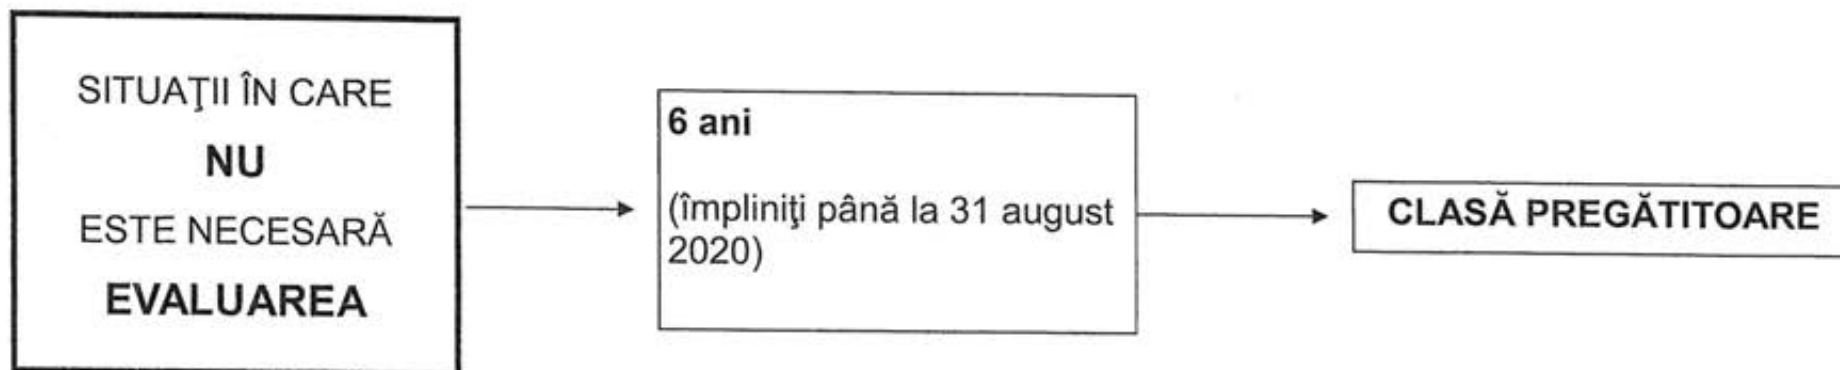 SITUAŢII ÎN CARE
NU
ESTE NECESARĂ
EVALUAREA
6 ani
(împliniţi până la 31 august
2020)
CLASĂ PREGĂTITOARE